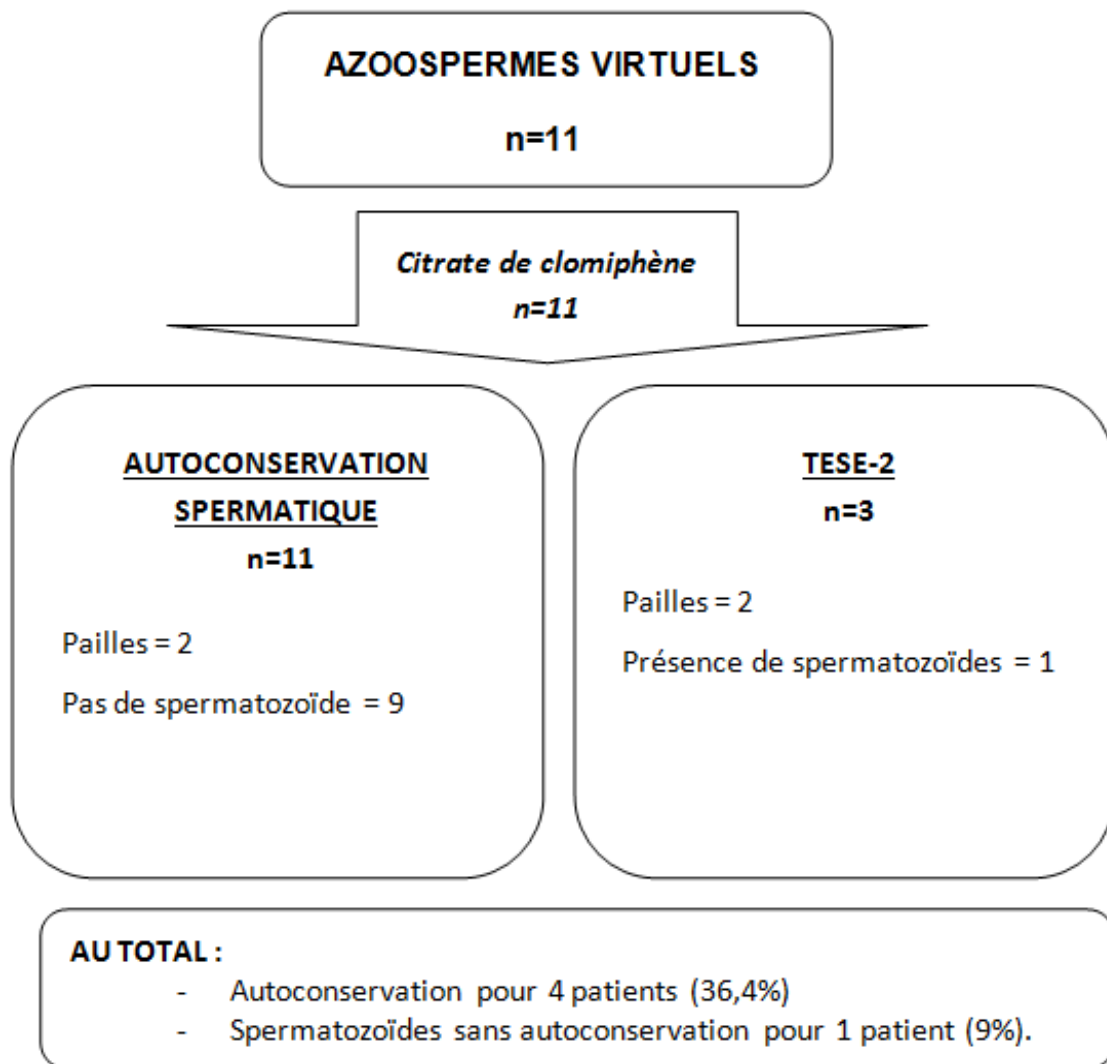 AZOOSPERMES VIRTUELS
n=11
Citrate de clomiphène
n=11
AUTOCONSERVATION
SPERMATIQUE
n=11
Pailles = 2
Pas de spermatozoïde = 9
TESE-2
n=3
Pailles = 2
Présence de spermatozoïdes = 1
AU TOTAL :
- Autoconservation pour 4 patients (36,4%)
- Spermatozoïdes sans autoconservation pour 1 patient (9%).